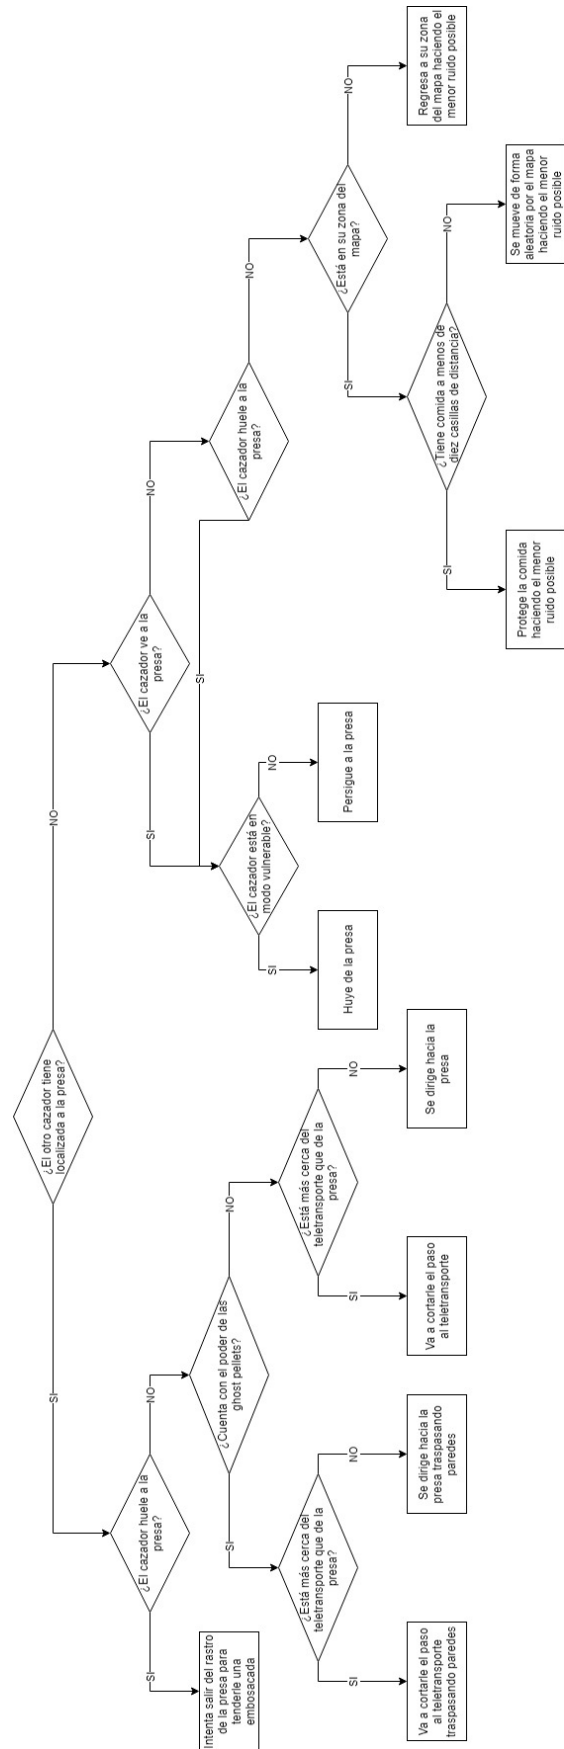 ¿El otro cazador tiene
localizada a la presa?
SI
NO
¿El cazador huele a la
presa?
SI
NO
Intenta salir del rastro
de la presa para
tenderle una
embosacada
¿Cuenta con el poder de las
ghost pellets?
SI
NO
¿Está más cerca del
teletransporte que de la
presa?
SI
NO
Va a cortarle el paso
al teletransporte
traspasando paredes
Se dirige hacia la
presa traspasando
paredes
¿Está más cerca del
teletransporte que de la
presa?
SI
NO
Va a cortarle el paso
al teletransporte
Se dirige hacia la
presa
¿El cazador ve a la
presa?
SI
NO
¿El cazador está en
modo vulnerable?
SI
NO
Huye de la presa
Persigue a la presa
¿El cazador huele a la
presa?
SI
NO
¿Está en su zona del
mapa?
SI
NO
¿Tiene comida a menos de
diez casillas de distancia?
SI
NO
Protege la comida
haciendo el menor
ruido posible
Se mueve de forma
aleatoria por el mapa
haciendo el menor
ruido posible
Regresa a su zona
del mapa haciendo el
menor ruido posible